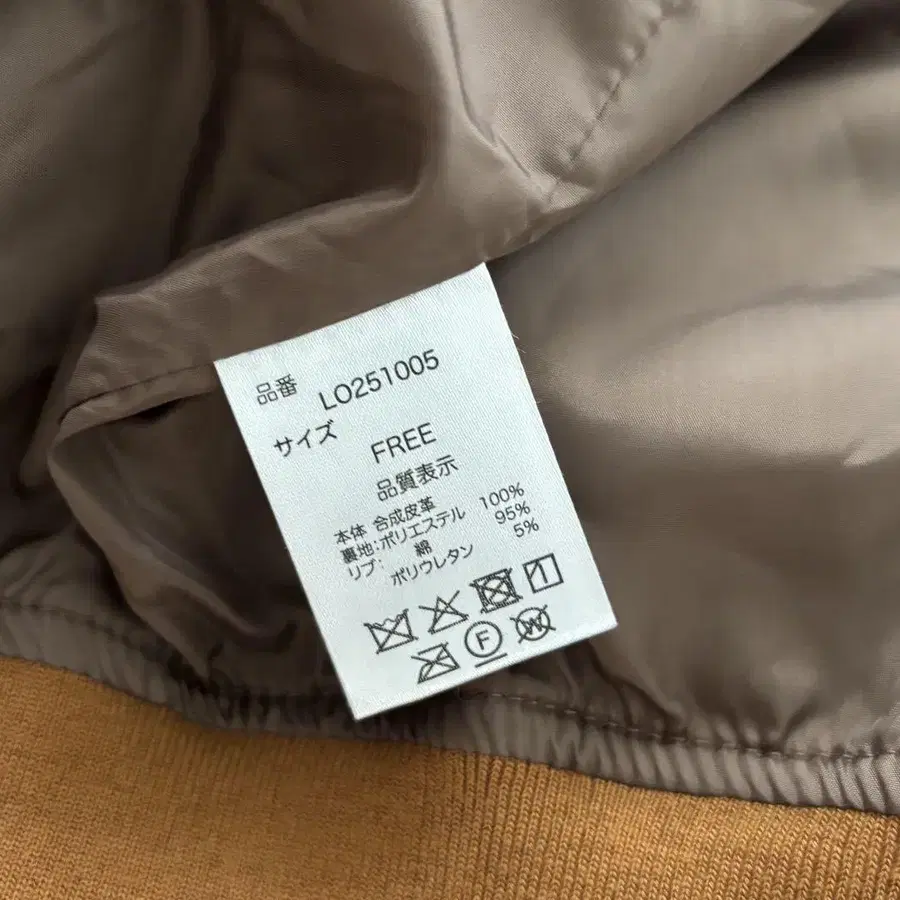 品番 LO251005
サイズ FREE
品質表示
本体 合成皮革
裏地:ポリエステル 100%
リブ: 綿 95%
ポリウレタン 5%
F W